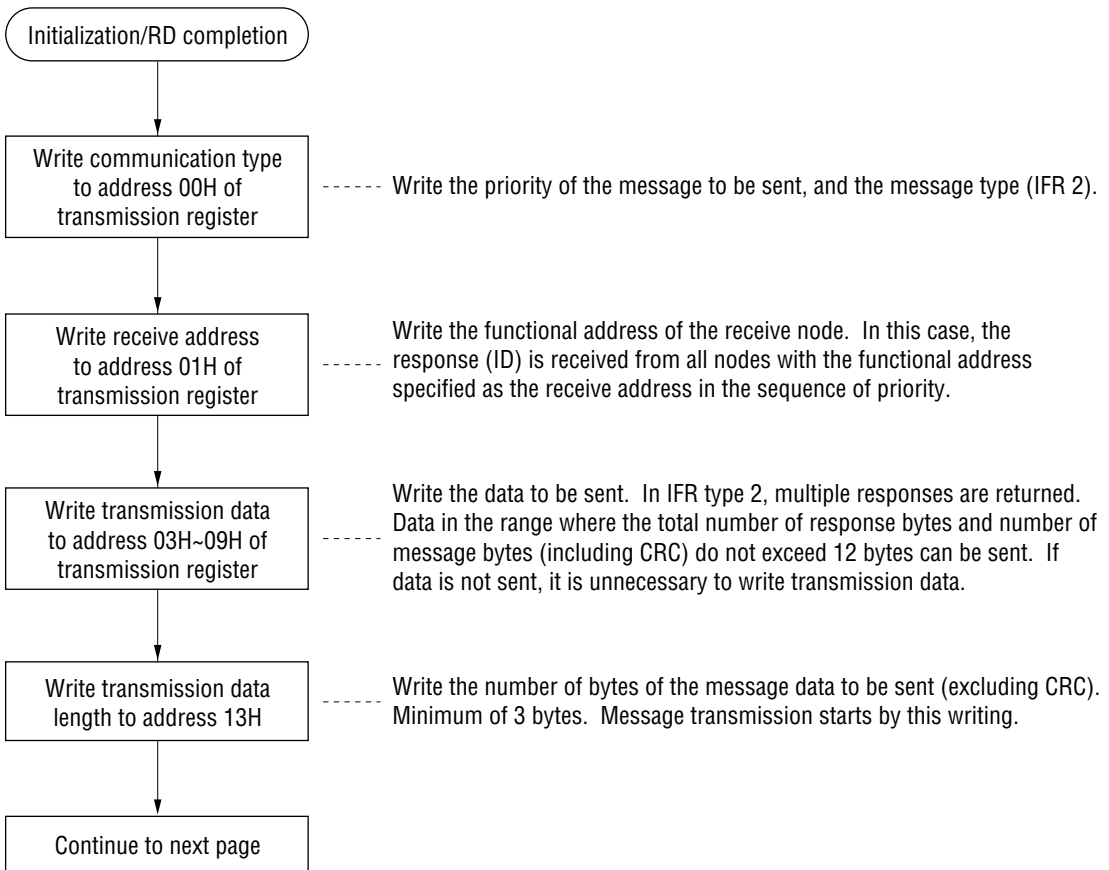 Initialization/RD completion
Write communication type
to address 00H of
transmission register
Write the priority of the message to be sent, and the message type (IFR 2).
Write receive address
to address 01H of
transmission register
Write the functional address of the receive node. In this case, the
response (ID) is received from all nodes with the functional address
specified as the receive address in the sequence of priority.
Write transmission data
to address 03H~09H of
transmission register
Write the data to be sent. In IFR type 2, multiple responses are returned.
Data in the range where the total number of response bytes and number of
message bytes (including CRC) do not exceed 12 bytes can be sent. If
data is not sent, it is unnecessary to write transmission data.
Write transmission data
length to address 13H
Write the number of bytes of the message data to be sent (excluding CRC).
Minimum of 3 bytes. Message transmission starts by this writing.
Continue to next page